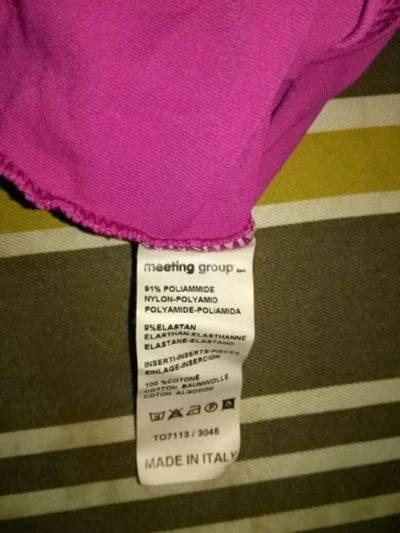 meeting group
91% POLIAMMIDE
NYLON-POLYAMID
POLYAMIDE-POLIAMIDA
9%ELASTAN
ELASTHAN-ELASTHANNE
ELASTANE-ELASTANO
INSERTI-INSERTS-PIECES
EINLAGE-INSERCION
100 %COTONE
COTTON BAUMWOLLE
COTON ALGODON
TO7113 / 3045
MADE IN ITALY